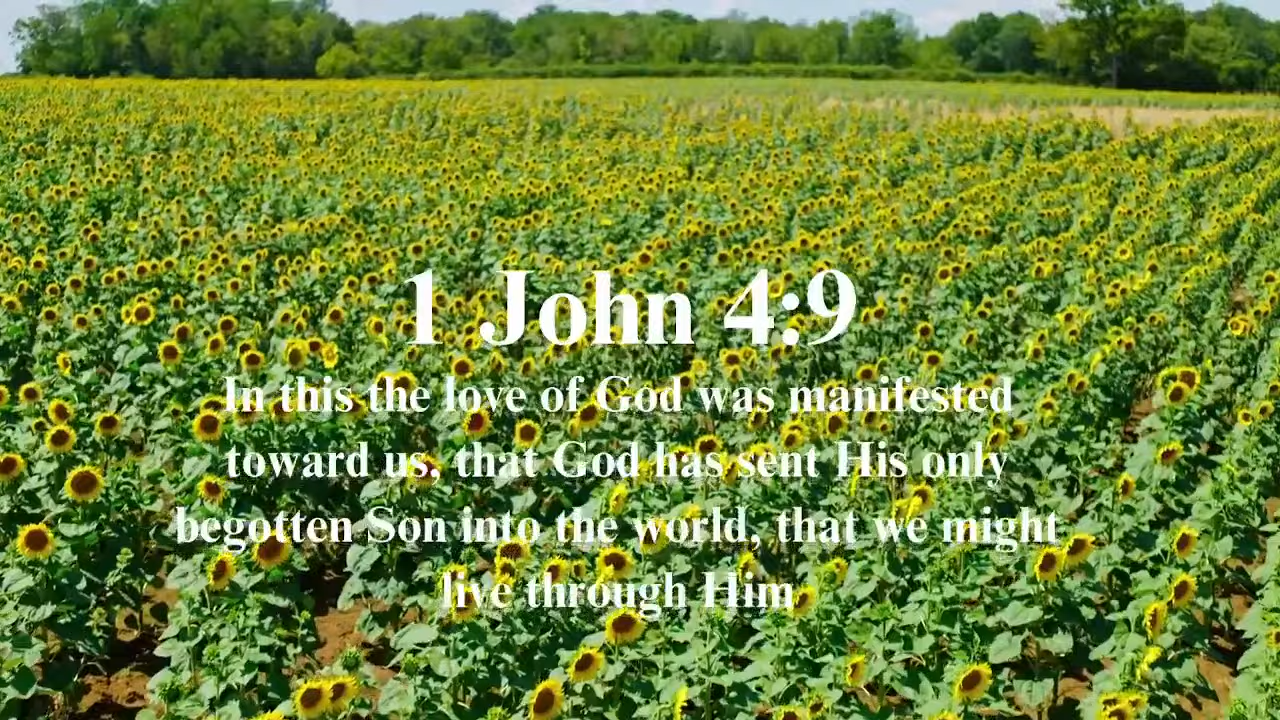 1 John 4:9
In this the love of God was manifested
toward us, that God has sent His only
begotten Son into the world, that we might
live through Him.